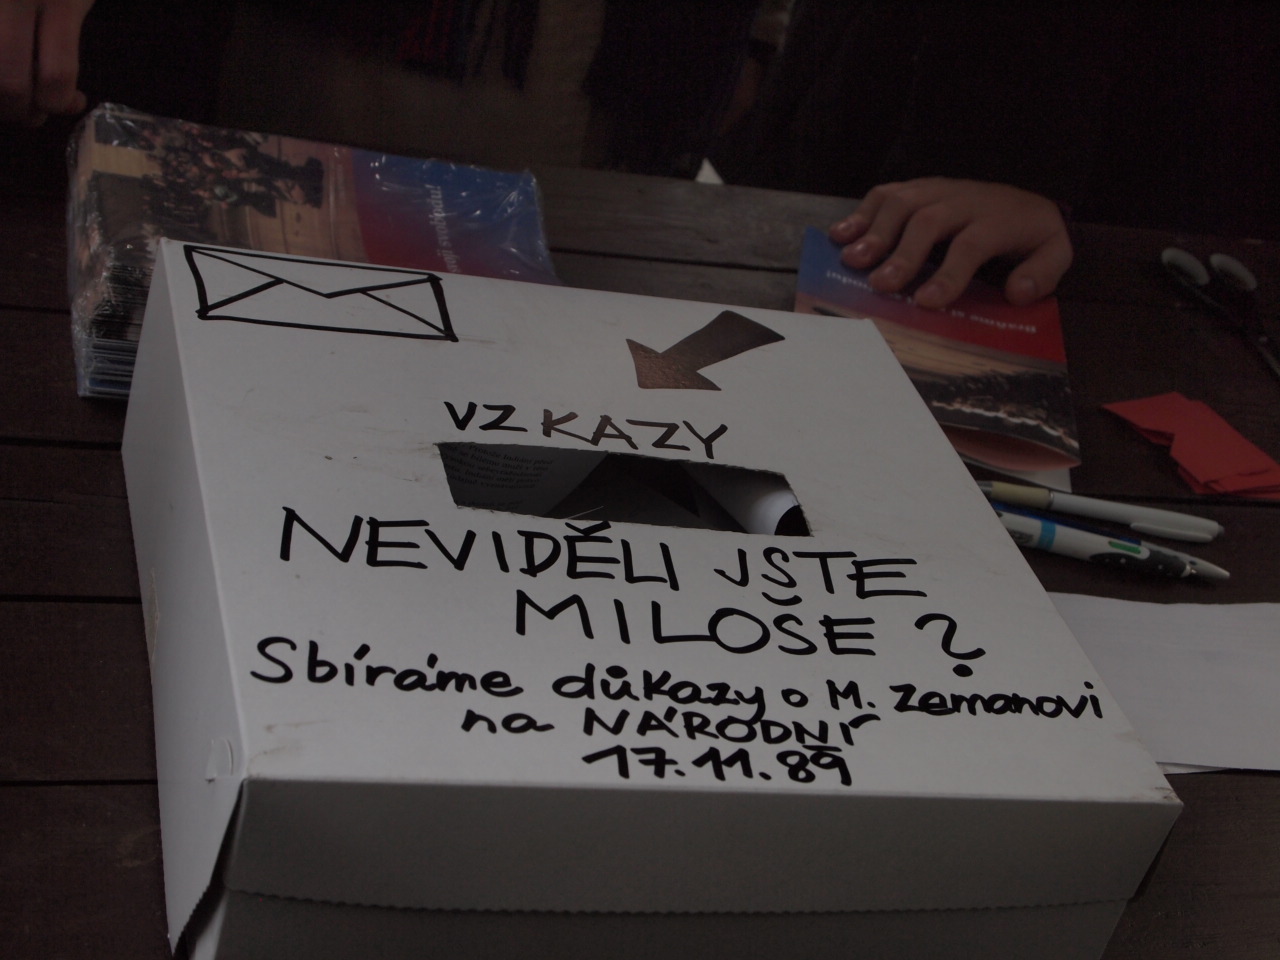 VZKAZY
NEVIDĚLI JSTE
MILOŠE ?
Sbíráme důkazy o M. Zemanovi
na NÁRODNÍ
17.11.89